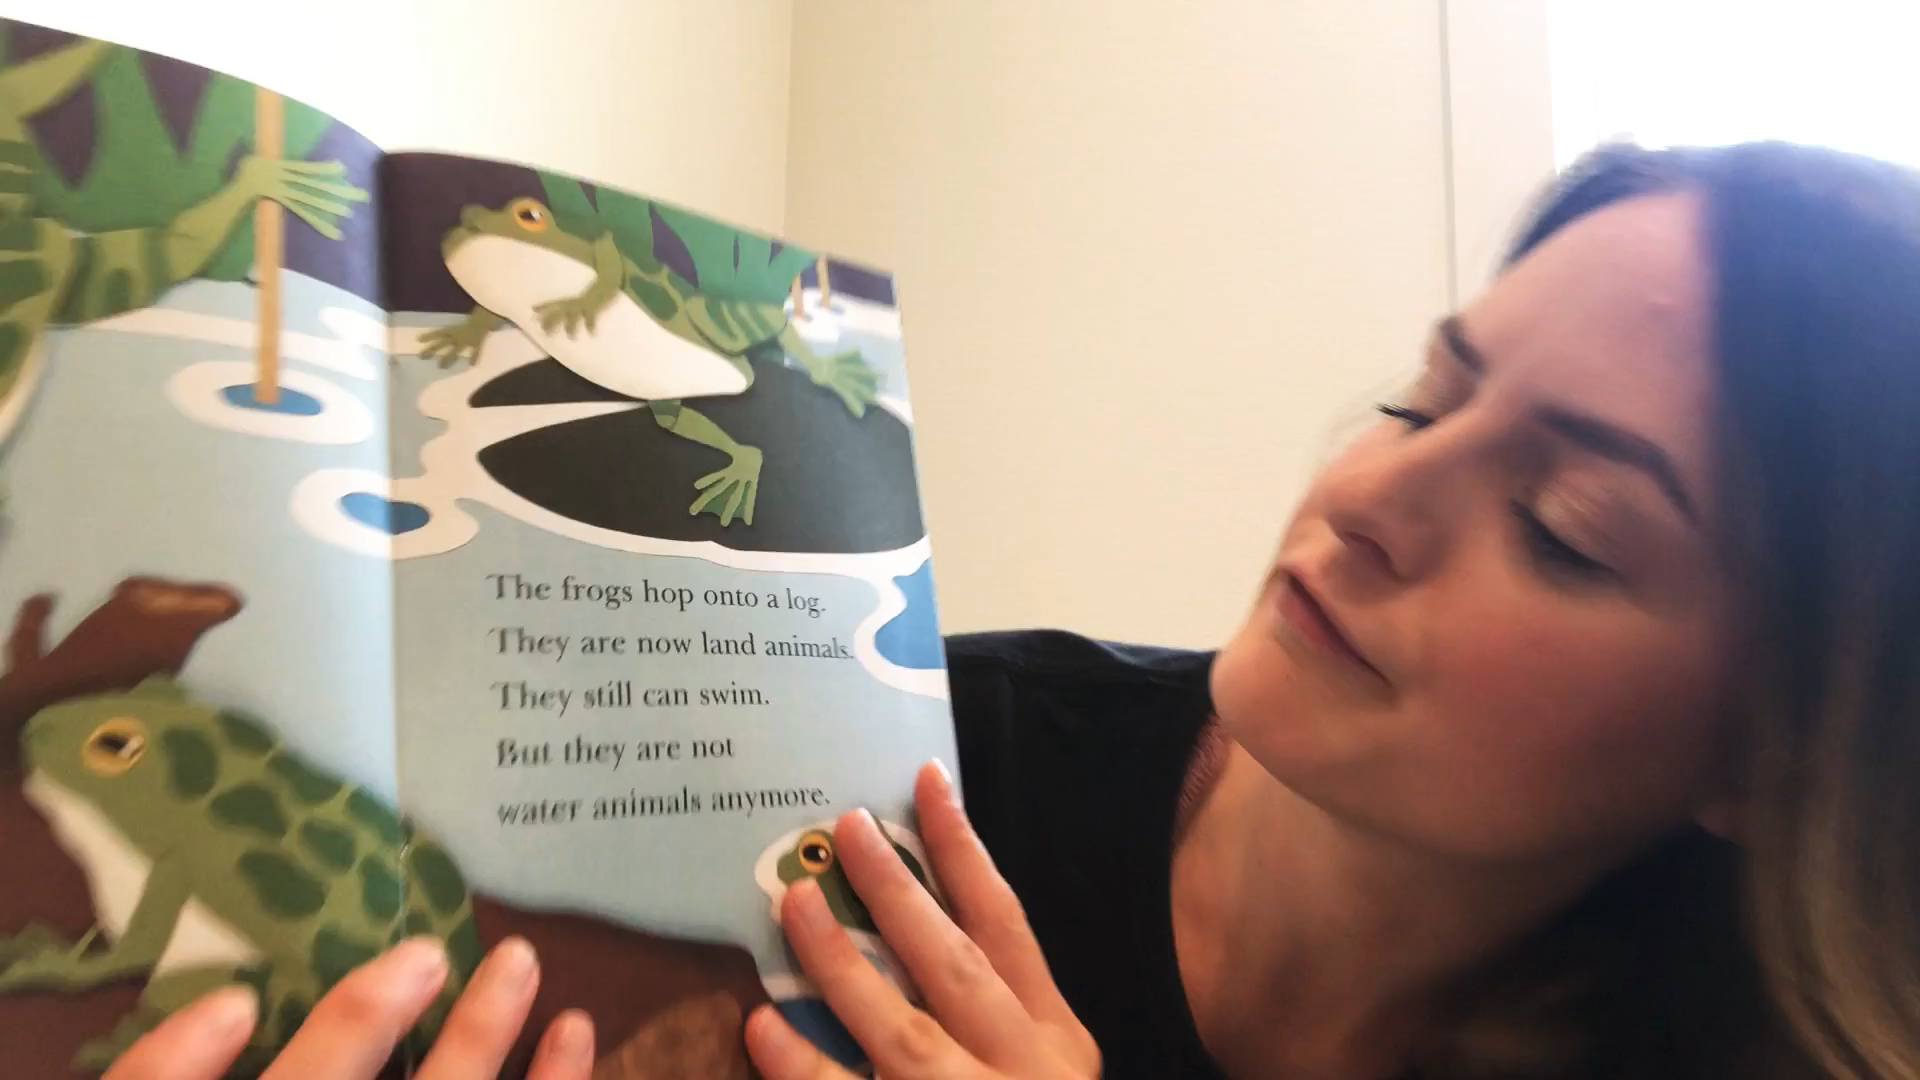 The frogs hop onto a log.
They are now land animals.
They still can swim.
But they are not
water animals anymore.